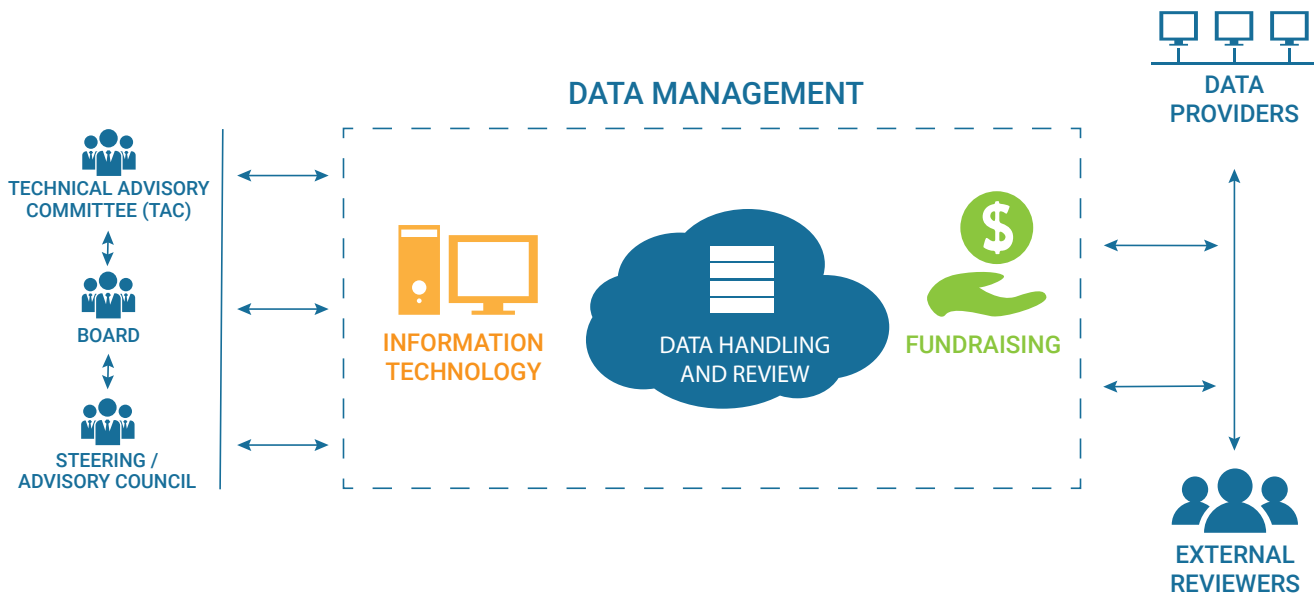 DATA MANAGEMENT
DATA
PROVIDERS
TECHNICAL ADVISORY
COMMITTEE (TAC)
BOARD
STEERING /
ADVISORY COUNCIL
INFORMATION
TECHNOLOGY
DATA HANDLING
AND REVIEW
$
FUNDRAISING
EXTERNAL
REVIEWERS